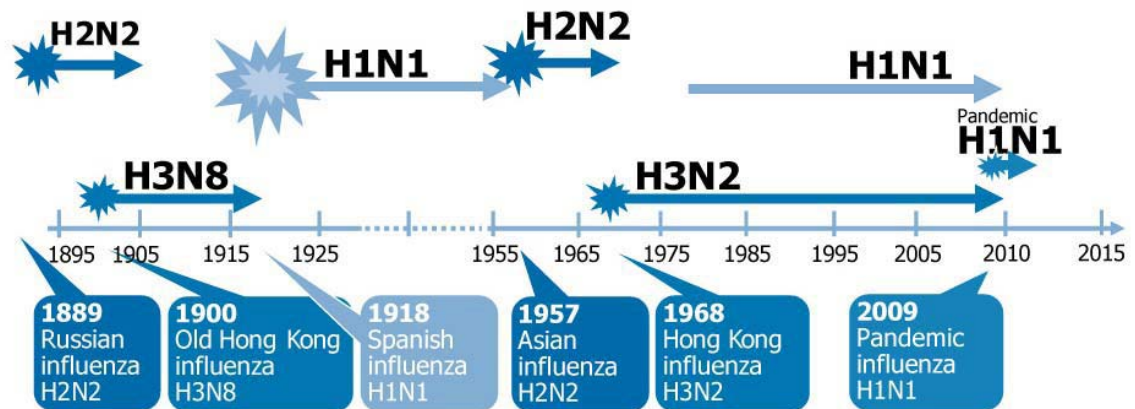 H2N2
H1N1
H2N2
H1N1
Pandemic
H1N1
H3N8
H3N2
1895 1905 1915 1925 1955 1965 1975 1985 1995 2005 2010 2015
1889
Russian
influenza
H2N2
1900
Old Hong Kong
influenza
H3N8
1918
Spanish
influenza
H1N1
1957
Asian
influenza
H2N2
1968
Hong Kong
influenza
H3N2
2009
Pandemic
influenza
H1N1